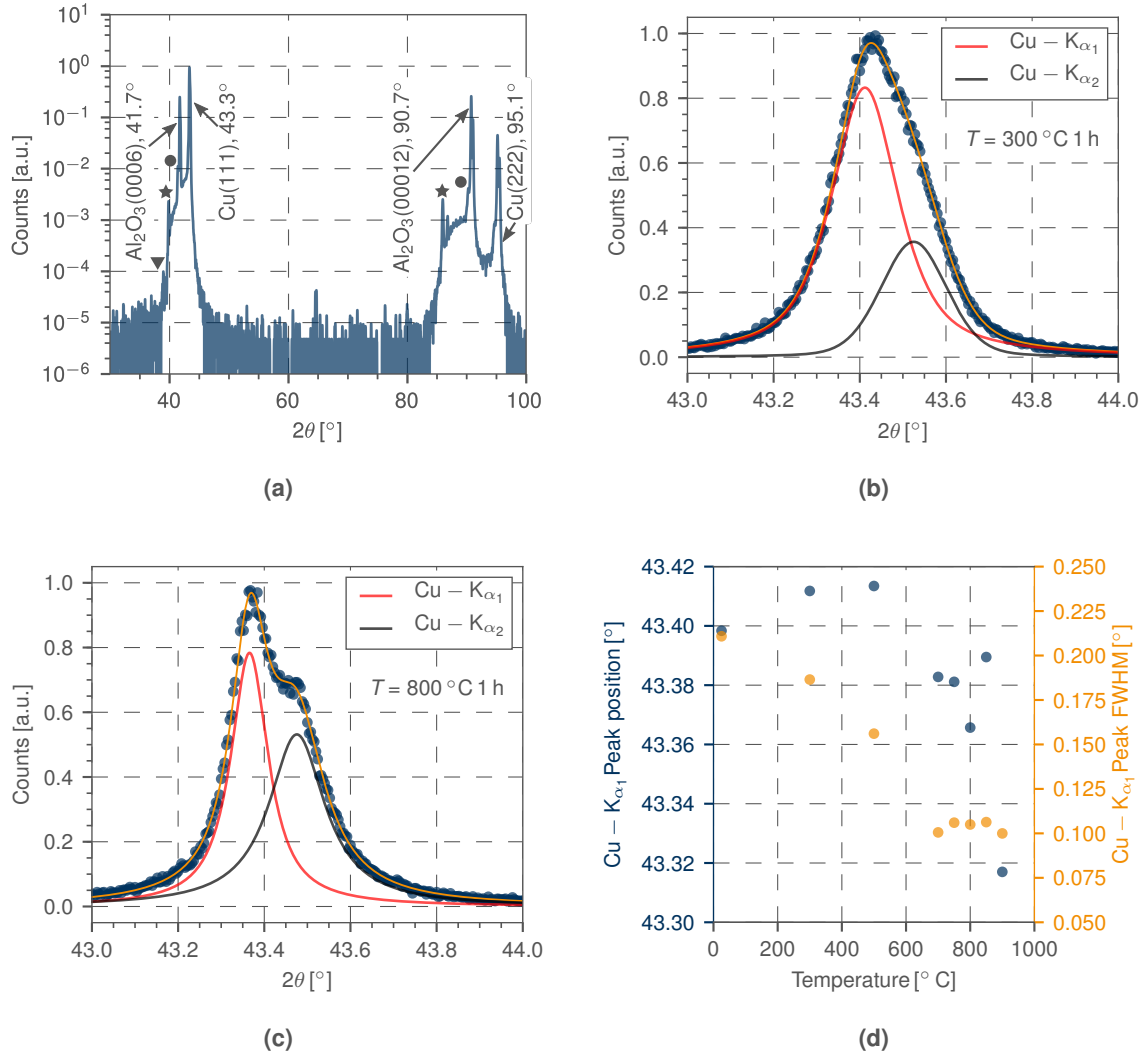 10¹
10⁰
10⁻¹
10⁻²
10⁻³
10⁻⁴
10⁻⁵
10⁻⁶
Counts [a.u.]
Al₂O₃(0006), 41.7°
Cu(1111), 43.3°
Al₂O₃(00012), 90.7°
Cu(222), 95.1°
40 60 80 100
2θ [°]
(a)
1.0
0.8
0.6
0.4
0.2
0.0
Counts [a.u.]
Cu − Kα₁
Cu − Kα₂
T = 300 °C 1 h
43.0 43.2 43.4 43.6 43.8 44.0
2θ [°]
(b)
1.0
0.8
0.6
0.4
0.2
0.0
Counts [a.u.]
Cu − Kα₁
Cu − Kα₂
T = 800 °C 1 h
43.0 43.2 43.4 43.6 43.8 44.0
2θ [°]
(c)
43.42
43.40
43.38
43.36
43.34
43.32
43.30
Cu − Kα₁ Peak position [°]
0.250
0.225
0.200
0.175
0.150
0.125
0.100
0.075
0.050
Cu − Kα₁ Peak FWHM [°]
0 200 400 600 800 1000
Temperature [° C]
(d)